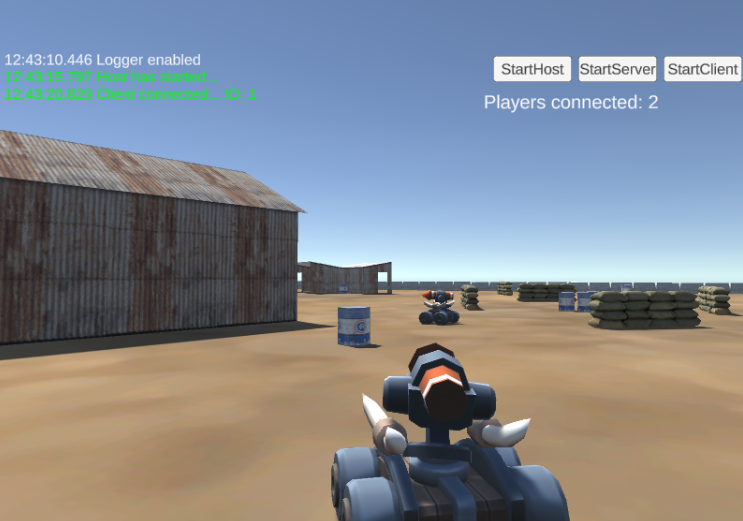 12:43:10.446 Logger enabled
12:43:15.797 Host has started...
12:43:20.029 Client connected... ID: 1
StartHost StartServer StartClient
Players connected: 2